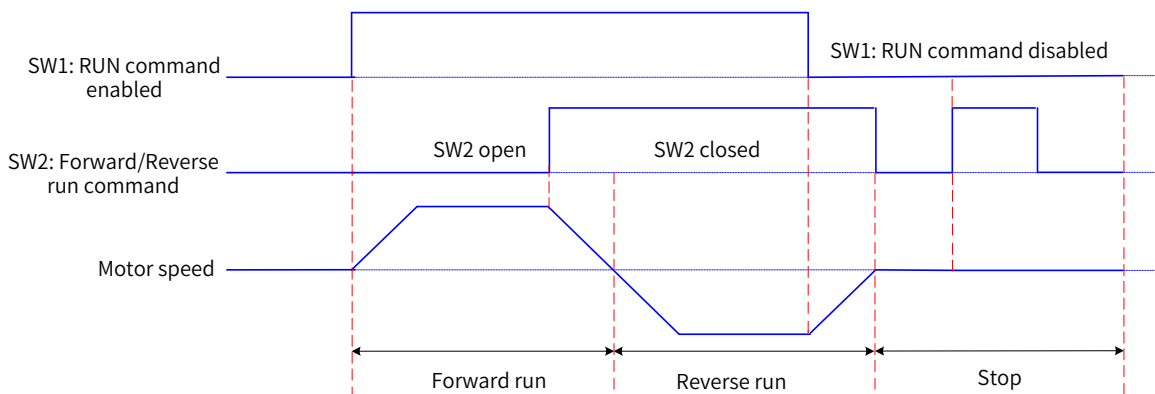 SW1: RUN command
enabled
SW1: RUN command disabled
SW2: Forward/Reverse
run command
SW2 open
SW2 closed
Motor speed
Forward run
Reverse run
Stop